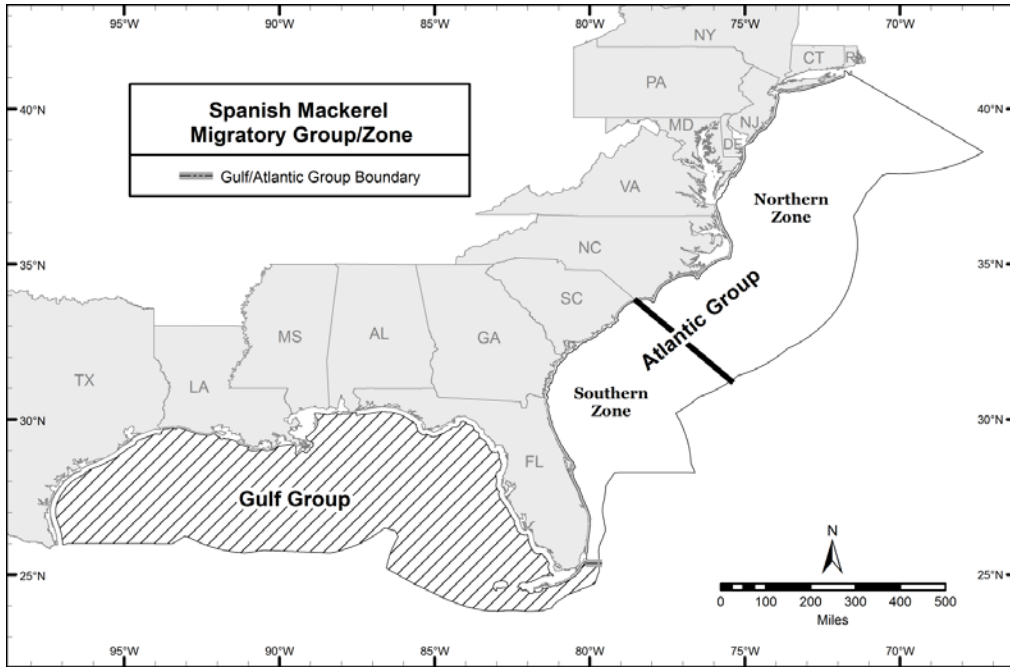 95°W 90°W 85°W 80°W 75°W 70°W
NY
CT
RI
PA
40°N
40°N
Spanish Mackerel
Migratory Group/Zone
Gulf/Atlantic Group Boundary
NJ
MD
DE
VA
Northern
Zone
NC
35°N
35°N
SC
Atlantic Group
MS
AL
GA
TX
LA
Southern
Zone
30°N
30°N
FL
Gulf Group
N
25°N
25°N
0 100 200 300 400 500
Miles
95°W 90°W 85°W 80°W 75°W 70°W